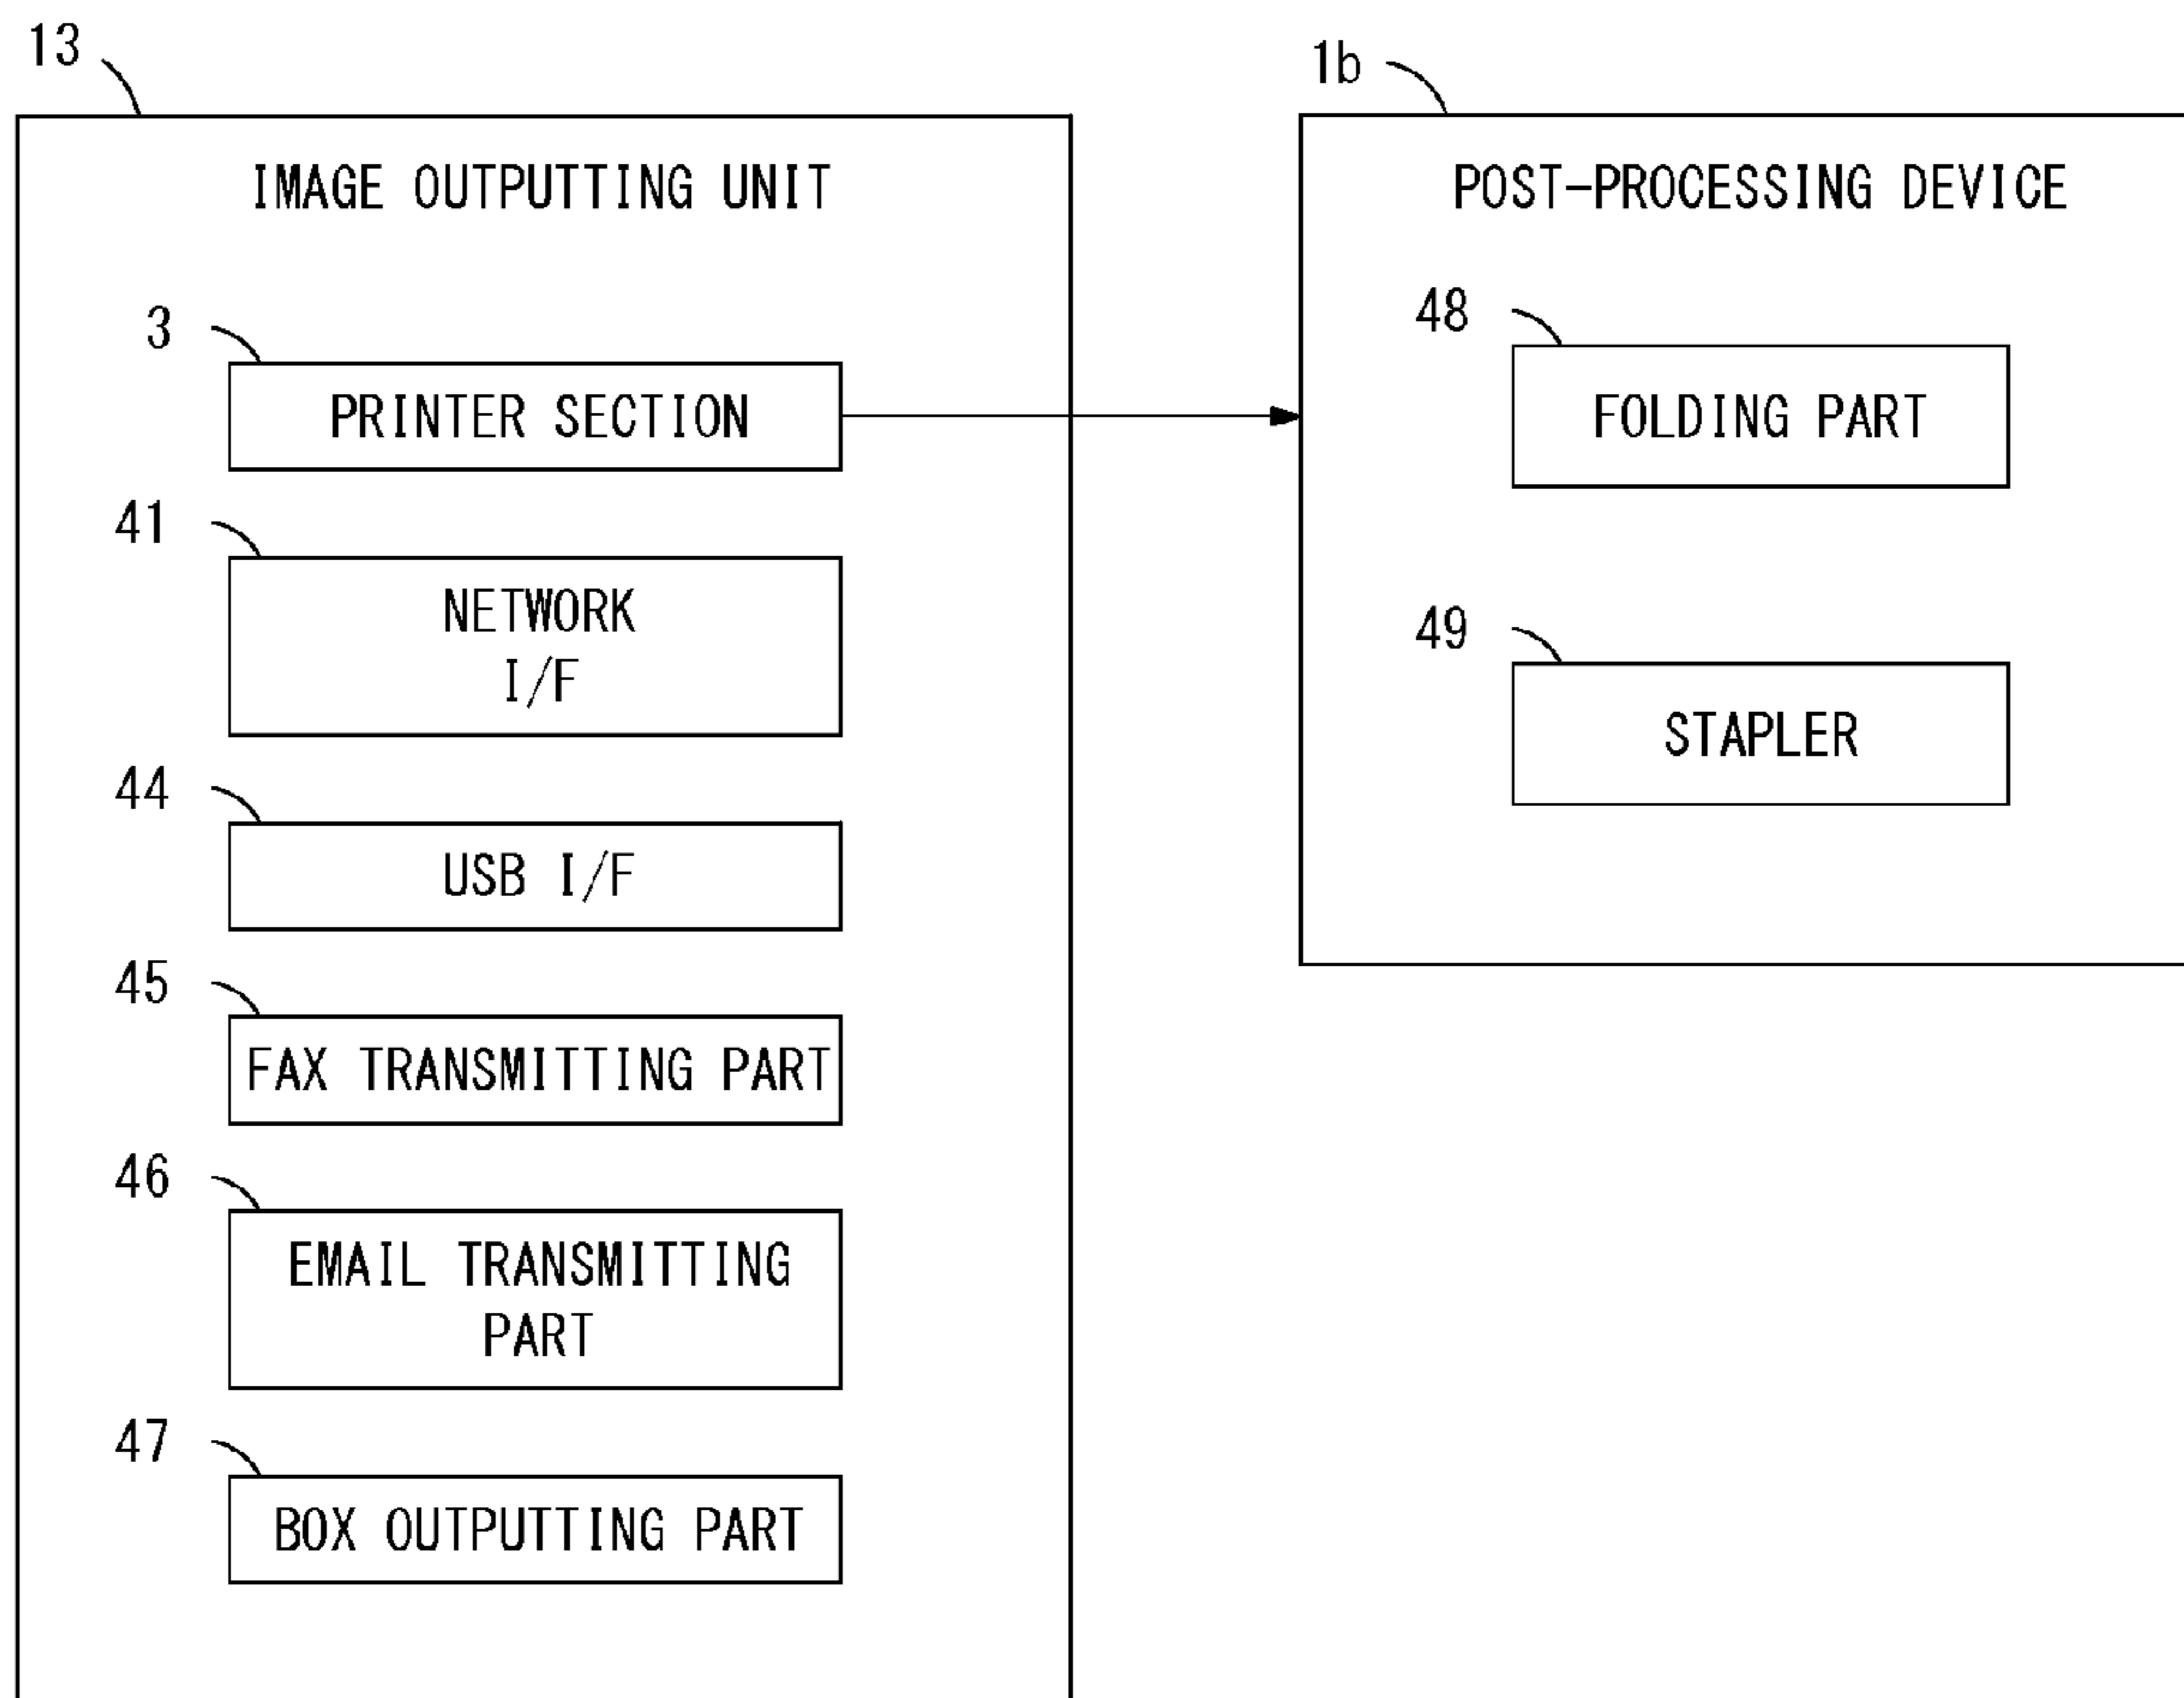 13
IMAGE OUTPUTTING UNIT
3
PRINTER SECTION
41
NETWORK
I/F
44
USB I/F
45
FAX TRANSMITTING PART
46
EMAIL TRANSMITTING
PART
47
BOX OUTPUTTING PART
1b
POST-PROCESSING DEVICE
48
FOLDING PART
49
STAPLER